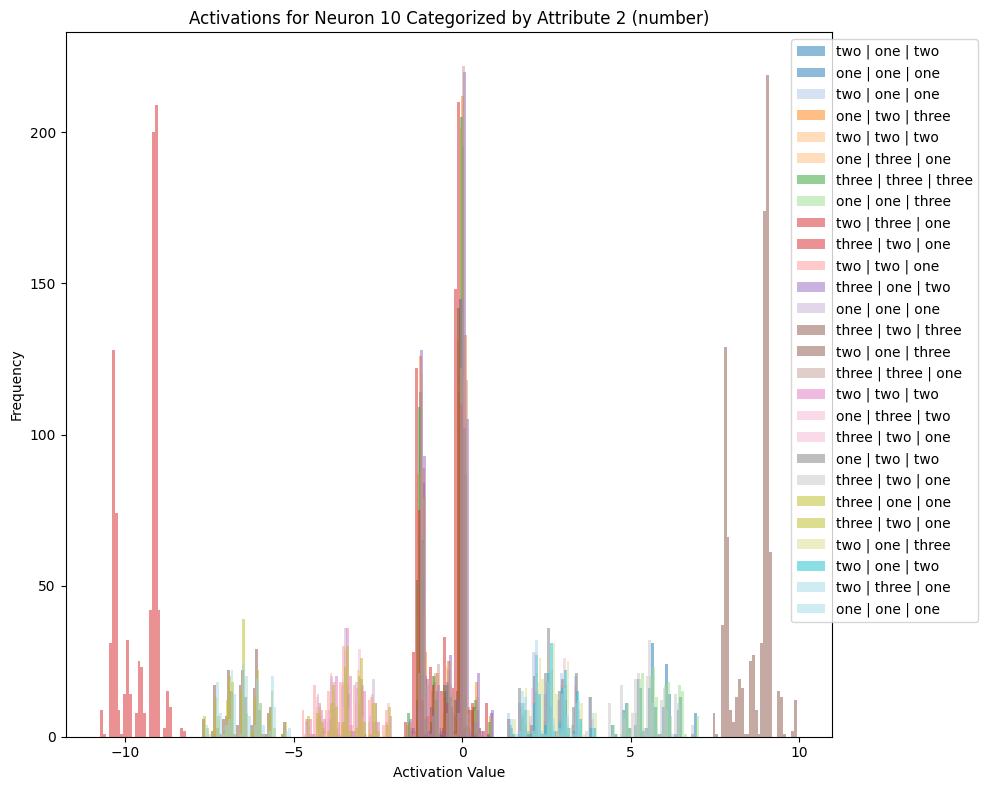 Activations for Neuron 10 Categorized by Attribute 2 (number)
Frequency
200
150
100
50
0
−10
−5
0
5
10
Activation Value
two | one | two
one | one | one
two | one | one
one | two | three
two | two | two
one | three | one
three | three | three
one | one | three
two | three | one
three | two | one
two | two | one
three | one | two
one | one | one
three | two | three
two | one | three
three | three | one
two | two | two
one | three | two
three | two | one
one | two | two
three | two | one
three | one | one
three | two | one
two | one | three
two | one | two
two | three | one
one | one | one